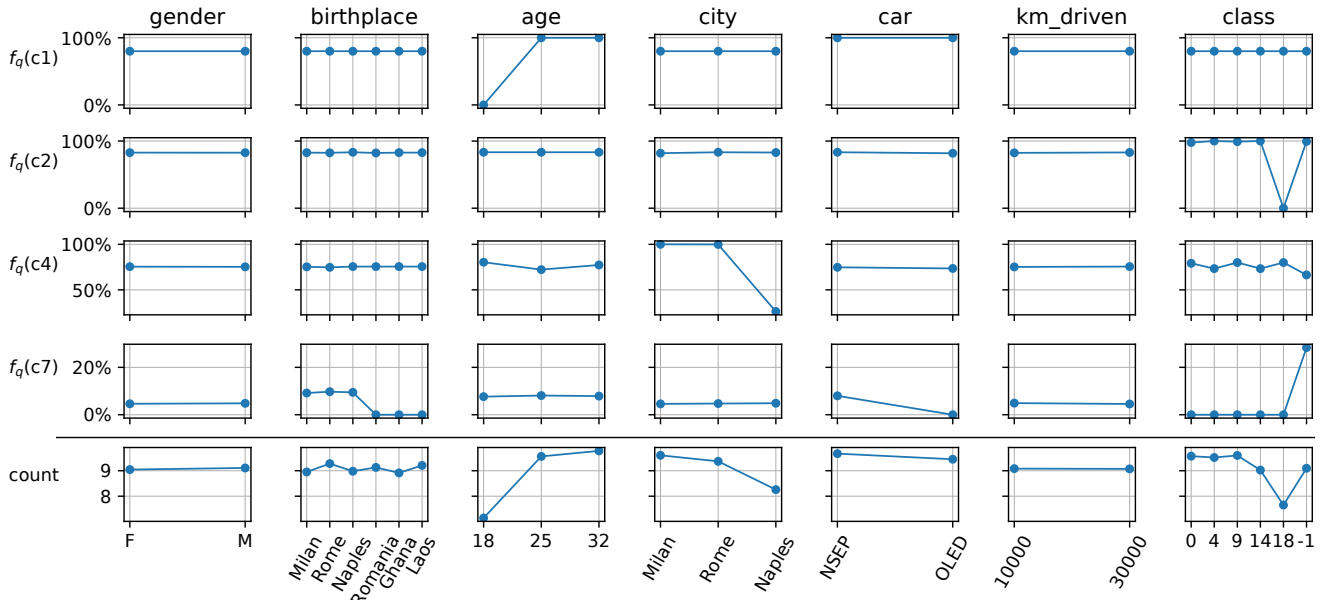 gender birthplace age city car km_driven class
f_q(c1) 100%
0%
f_q(c2) 100%
0%
f_q(c4) 100%
50%
f_q(c7) 20%
0%
count 9
8
F M Milan Rome Naples Romania Ghana Laos 18 25 32 Milan Rome Naples NSEP OLED 10000 30000 0 4 9 14 18 -1